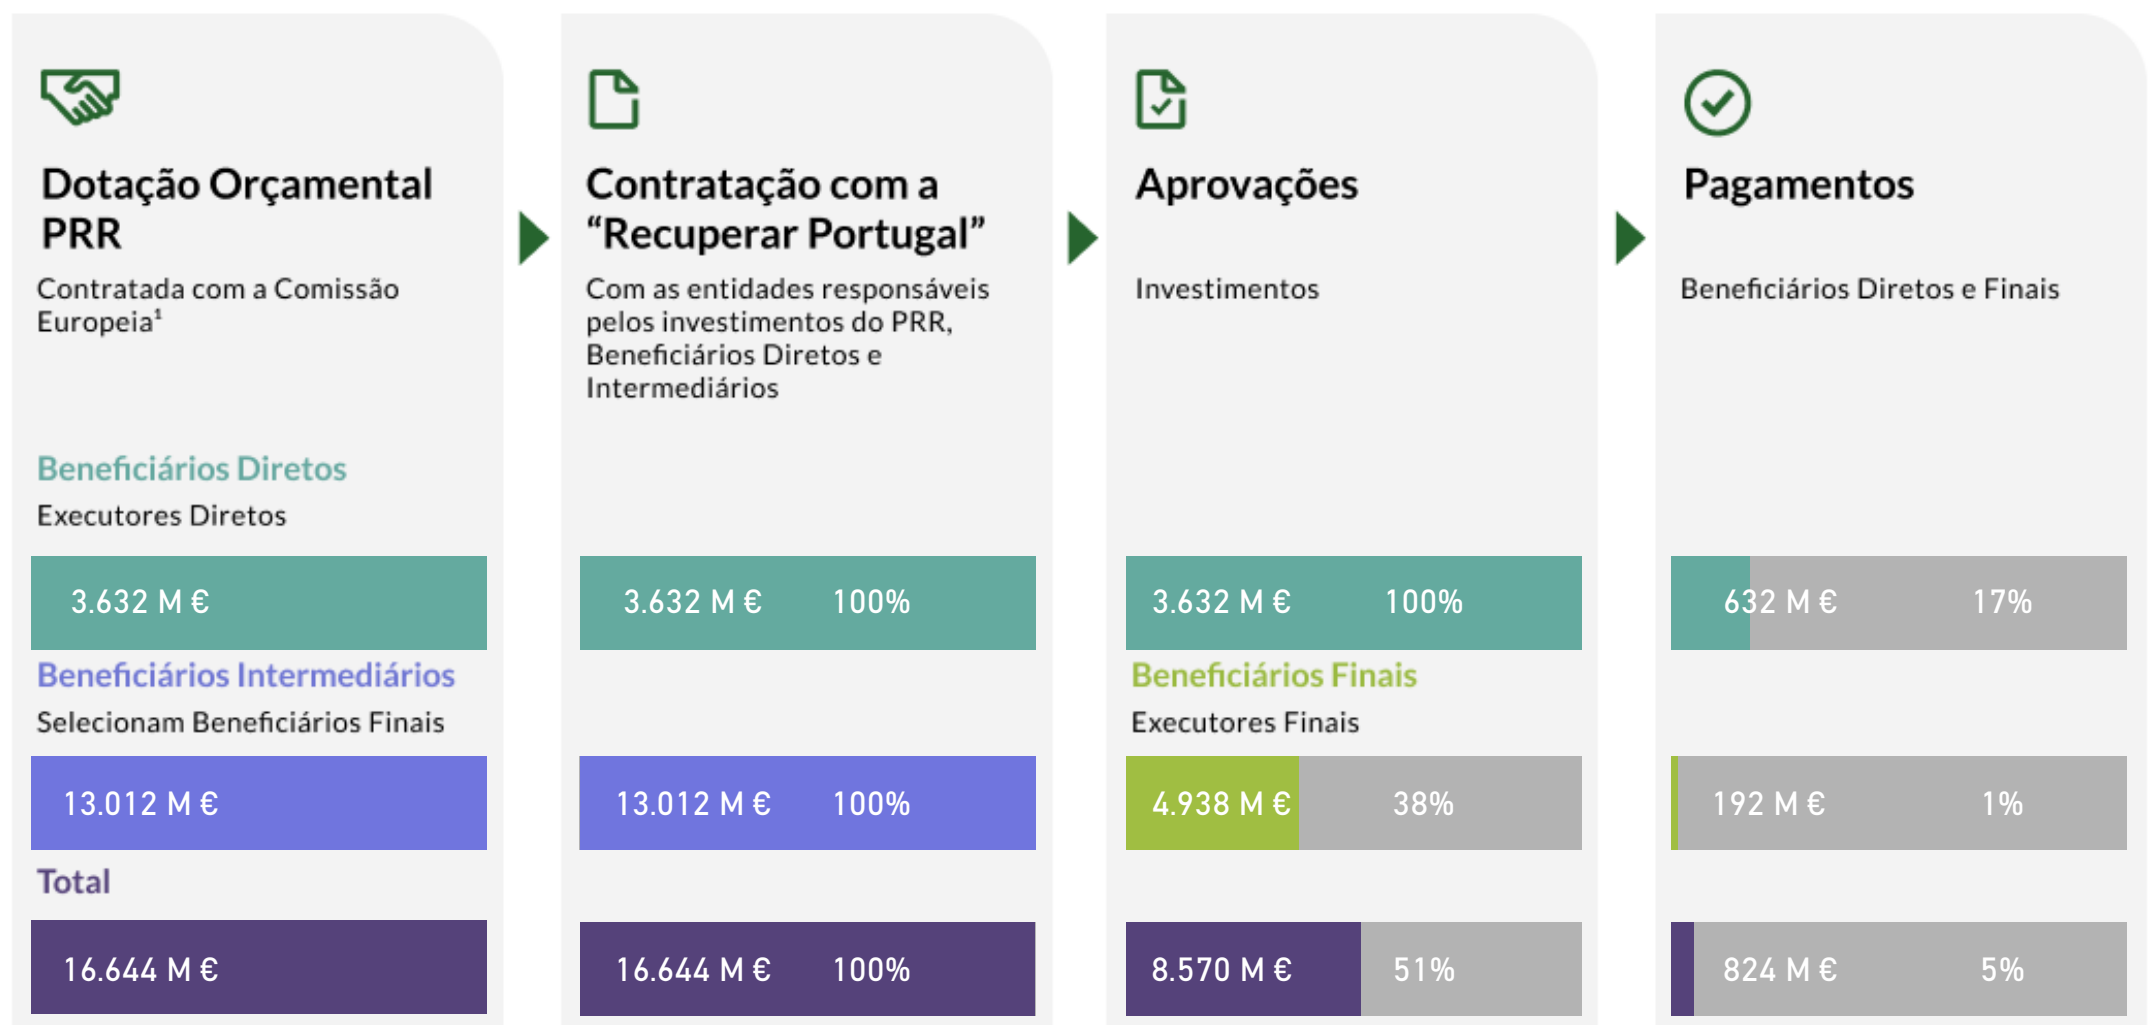 Dotação Orçamental
PRR
Contratada com a Comissão
Europeia¹
Contratação com a
“Recuperar Portugal”
Com as entidades responsáveis
pelos investimentos do PRR,
Beneficiários Diretos e
Intermediários
Aprovações
Investimentos
Pagamentos
Beneficiários Diretos e Finais
Beneficiários Diretos
Executores Diretos
3.632 M €
3.632 M € 100%
3.632 M € 100%
632 M € 17%
Beneficiários Intermediários
Selecionam Beneficiários Finais
Beneficiários Finais
Executores Finais
13.012 M €
13.012 M € 100%
4.938 M € 38%
192 M € 1%
Total
16.644 M €
16.644 M € 100%
8.570 M € 51%
824 M € 5%